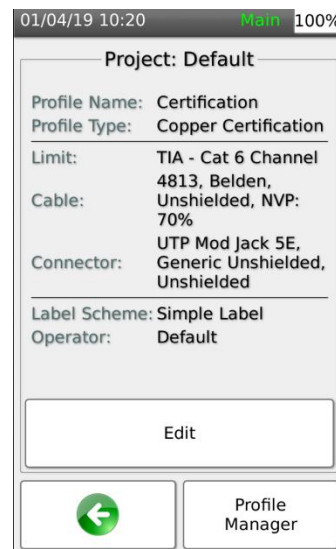 01/04/19 10:20 Main 100%
Project: Default
Profile Name: Certification
Profile Type: Copper Certification
Limit: TIA - Cat 6 Channel
Cable: 4813, Belden,
Unshielded, NVP:
70%
Connector: UTP Mod Jack 5E,
Generic Unshielded,
Unshielded
Label Scheme: Simple Label
Operator: Default
Edit
Profile
Manager